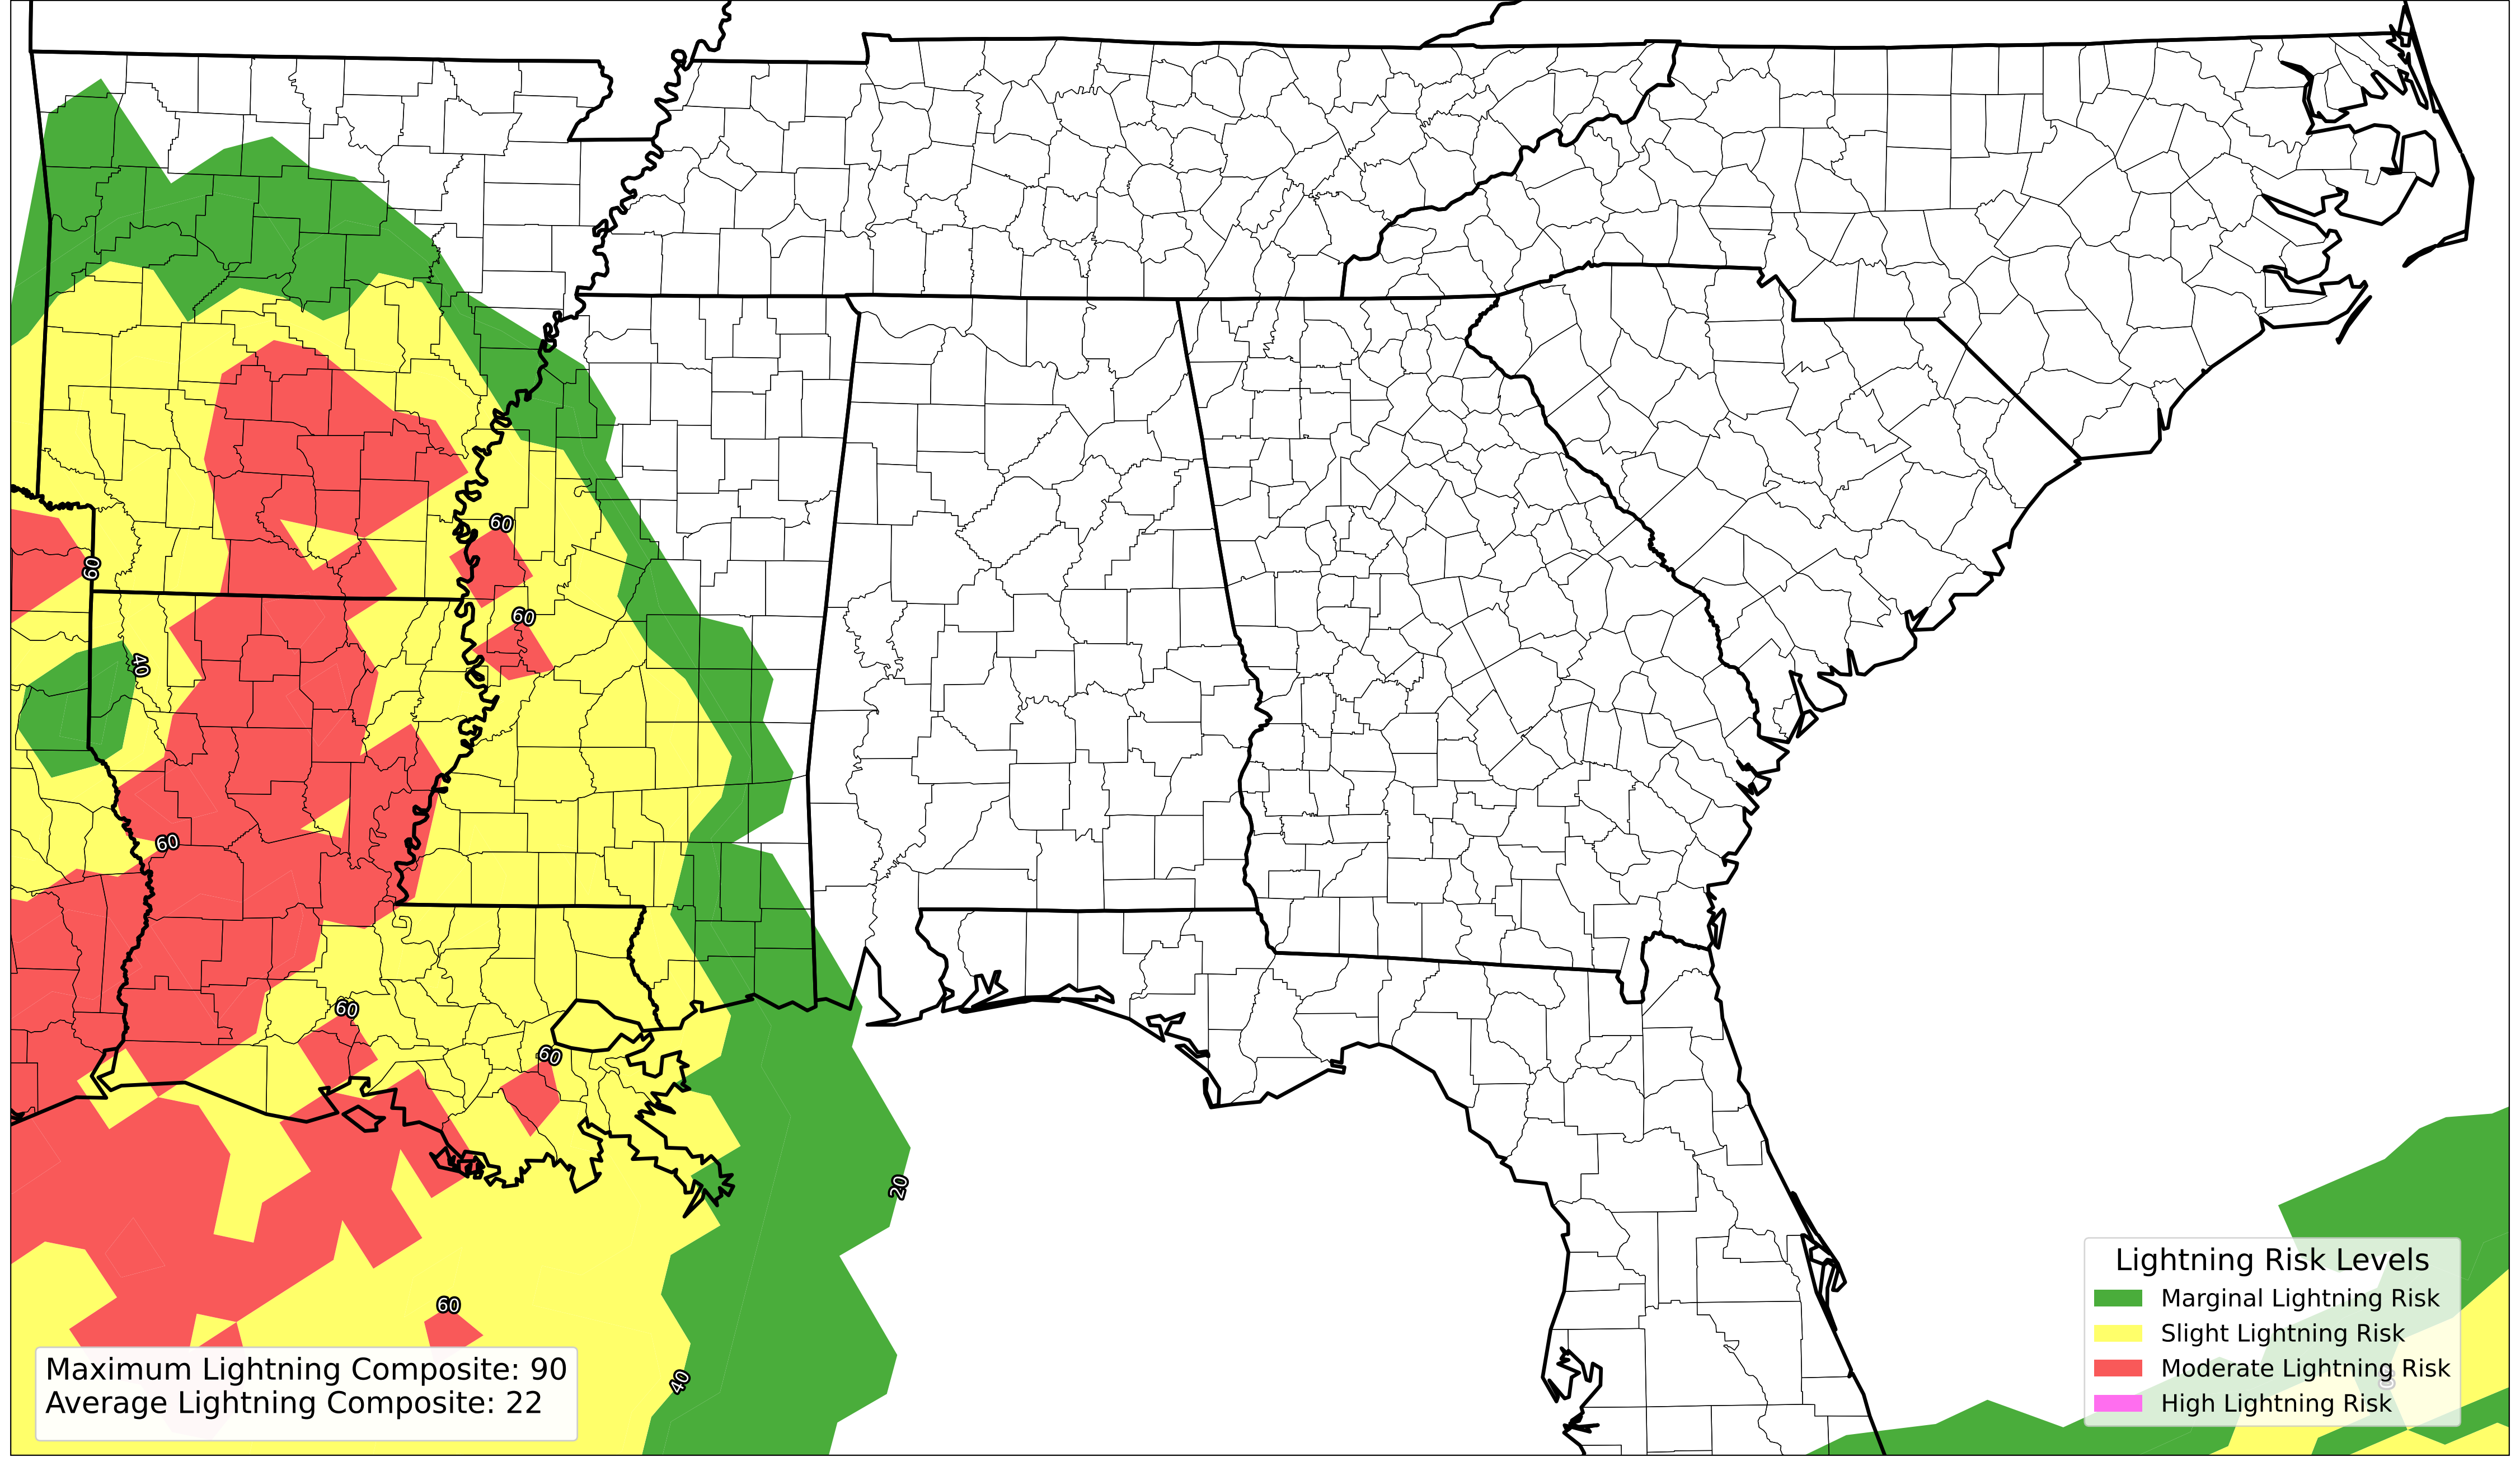 60
60
60
40
60
60
60
20
60
40
Lightning Risk Levels
Marginal Lightning Risk
Slight Lightning Risk
Moderate Lightning Risk
High Lightning Risk
Maximum Lightning Composite: 90
Average Lightning Composite: 22